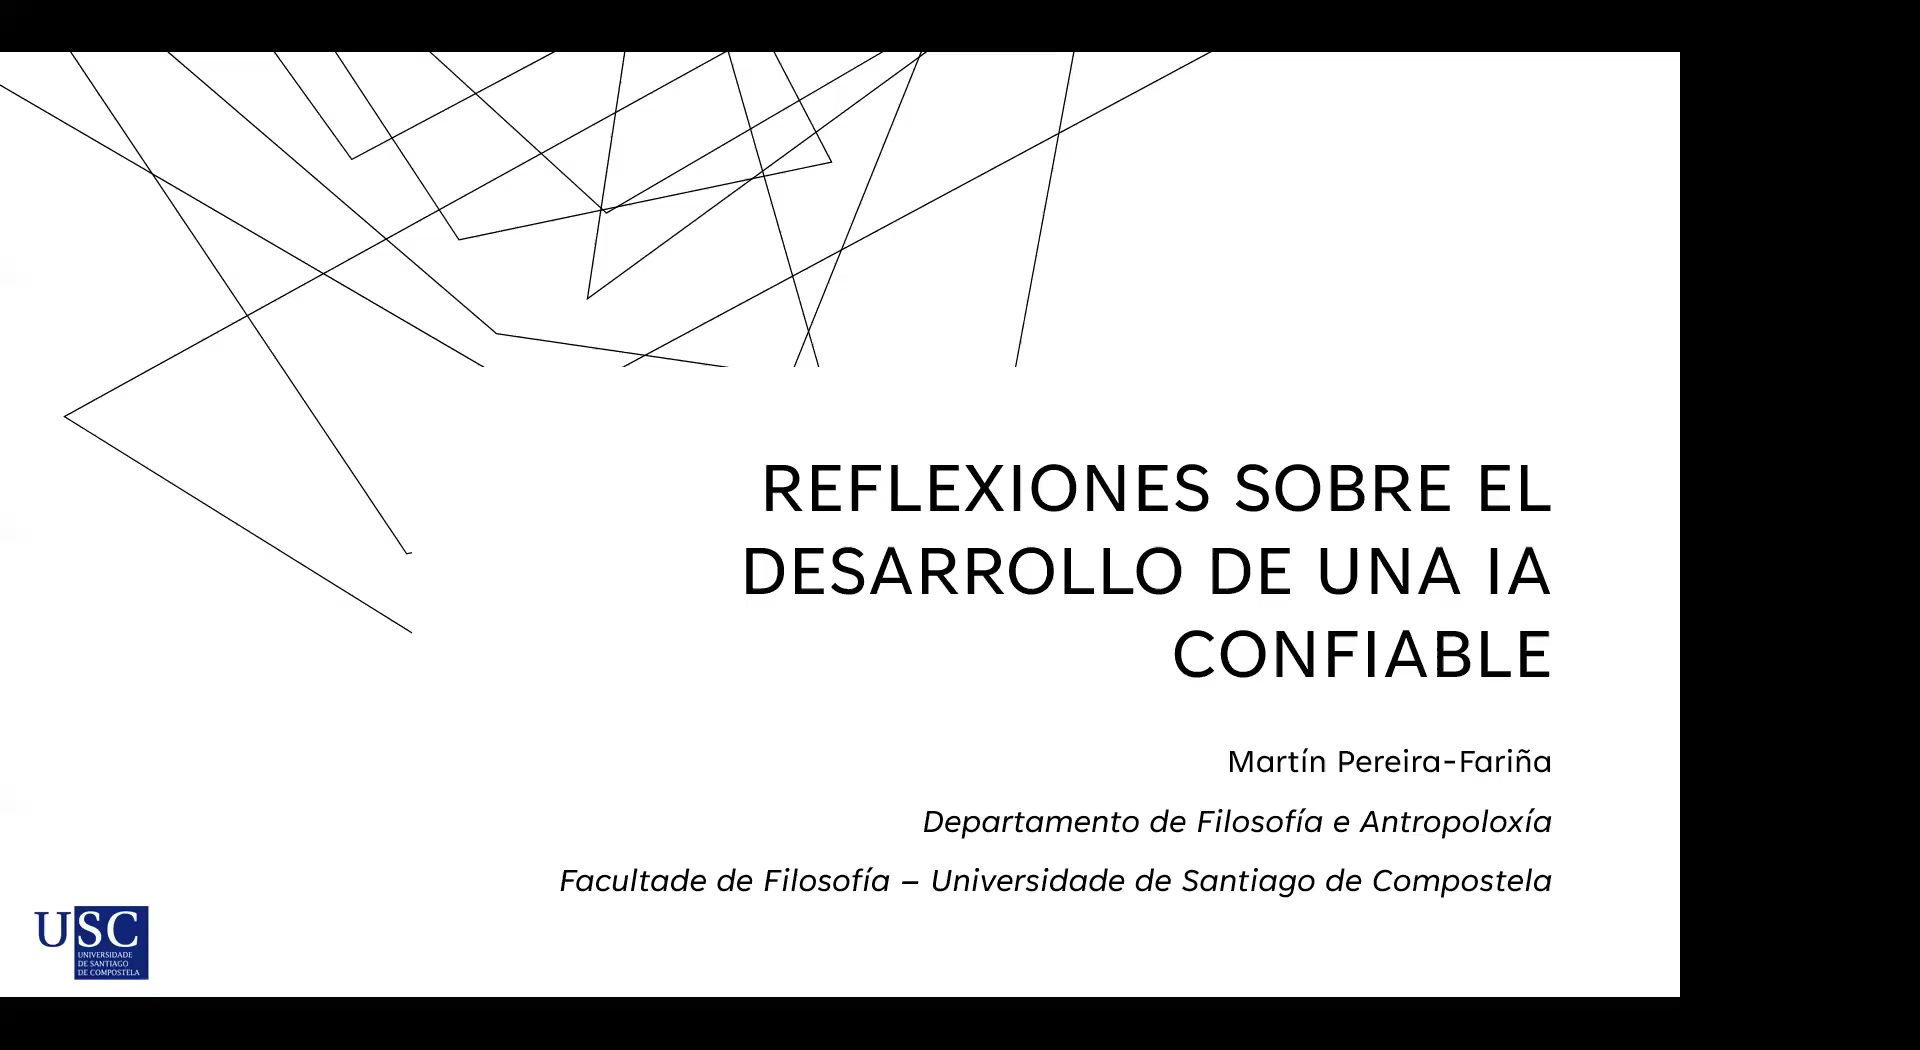 REFLEXIONES SOBRE EL
DESARROLLO DE UNA IA
CONFIABLE
Martín Pereira-Fariña
Departamento de Filosofía e Antropoloxía
Facultade de Filosofía – Universidade de Santiago de Compostela
USC
UNIVERSIDADE
DE SANTIAGO
DE COMPOSTELA